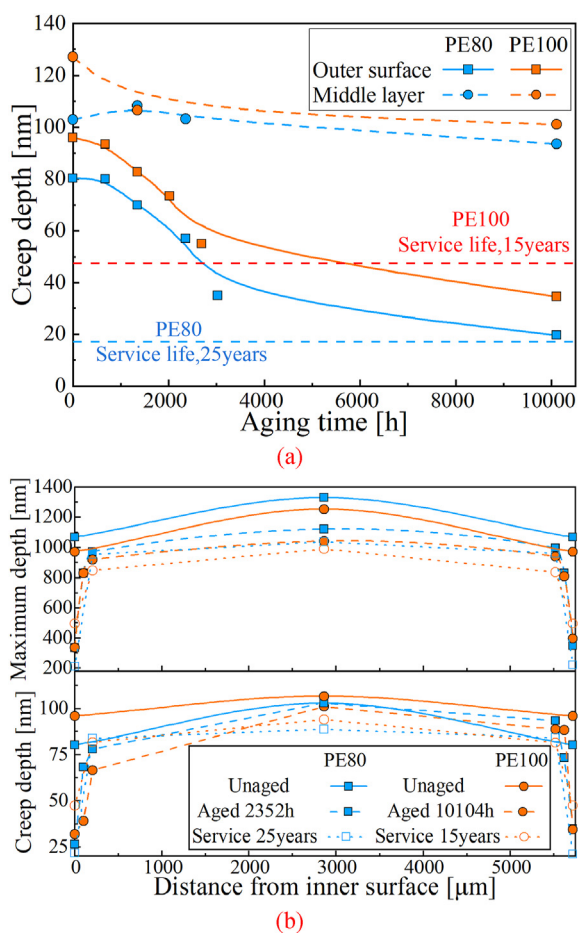 140
120
100
80
60
40
20
0
Creep depth [nm]
PE80 PE100
Outer surface
Middle layer
PE100
Service life,15years
PE80
Service life,25years
0 2000 4000 6000 8000 10000
Aging time [h]
(a)
1400
1200
1000
800
600
400
200
Maximum depth [nm]
100
75
50
25
Creep depth [nm]
PE80 PE100
Unaged Unaged
Aged 2352h Aged 10104h
Service 25years Service 15years
0 1000 2000 3000 4000 5000
Distance from inner surface [μm]
(b)